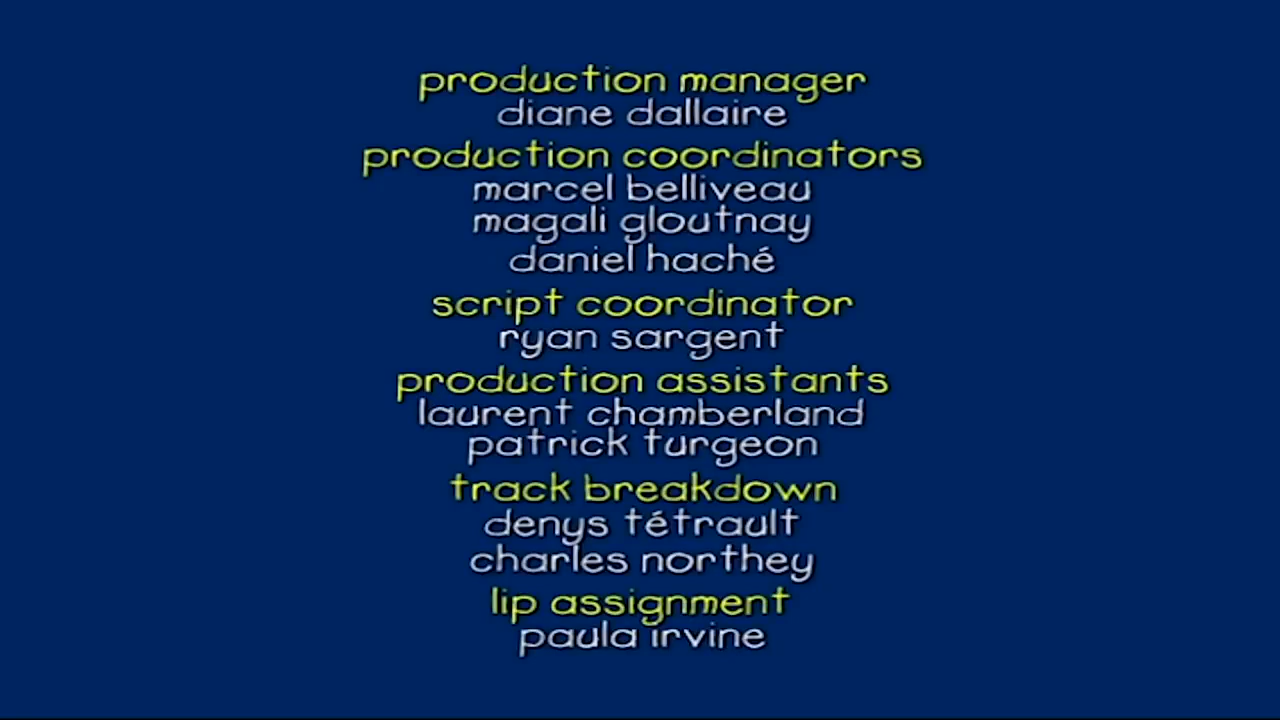 production manager
diane dallaire
production coordinators
marcel belliveau
magali gloutnay
daniel haché
script coordinator
ryan sargent
production assistants
laurent chamberland
patrick turgeon
track breakdown
denys tétrault
charles northey
lip assignment
paula irvine